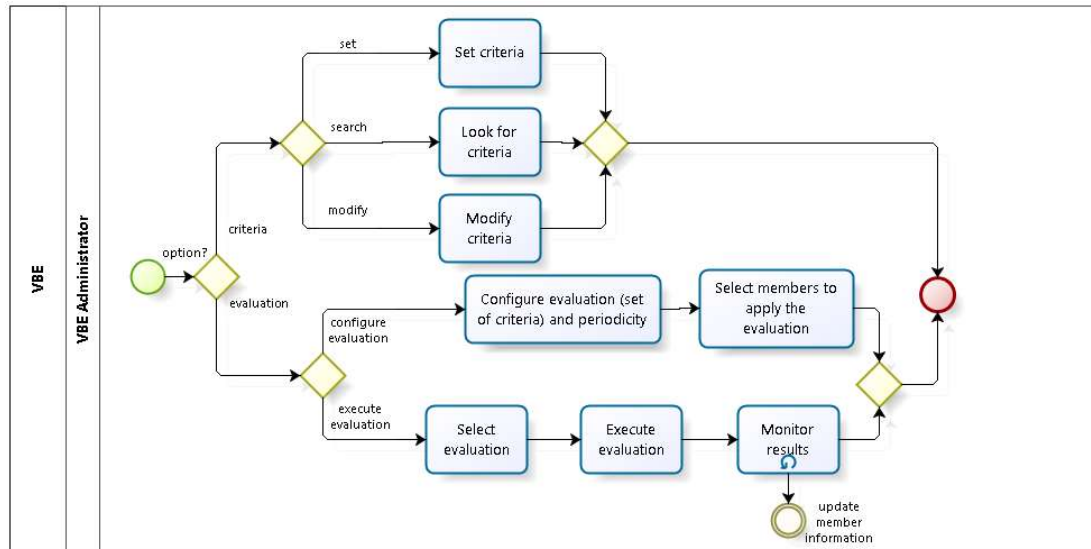 VBE
VBE Administrator
option?
criteria
evaluation
set
search
modify
Set criteria
Look for
criteria
Modify
criteria
configure
evaluation
execute
evaluation
Configure evaluation (set
of criteria) and periodicity
Select members to
apply the
evaluation
Select
evaluation
Execute
evaluation
Monitor
results
update
member
information